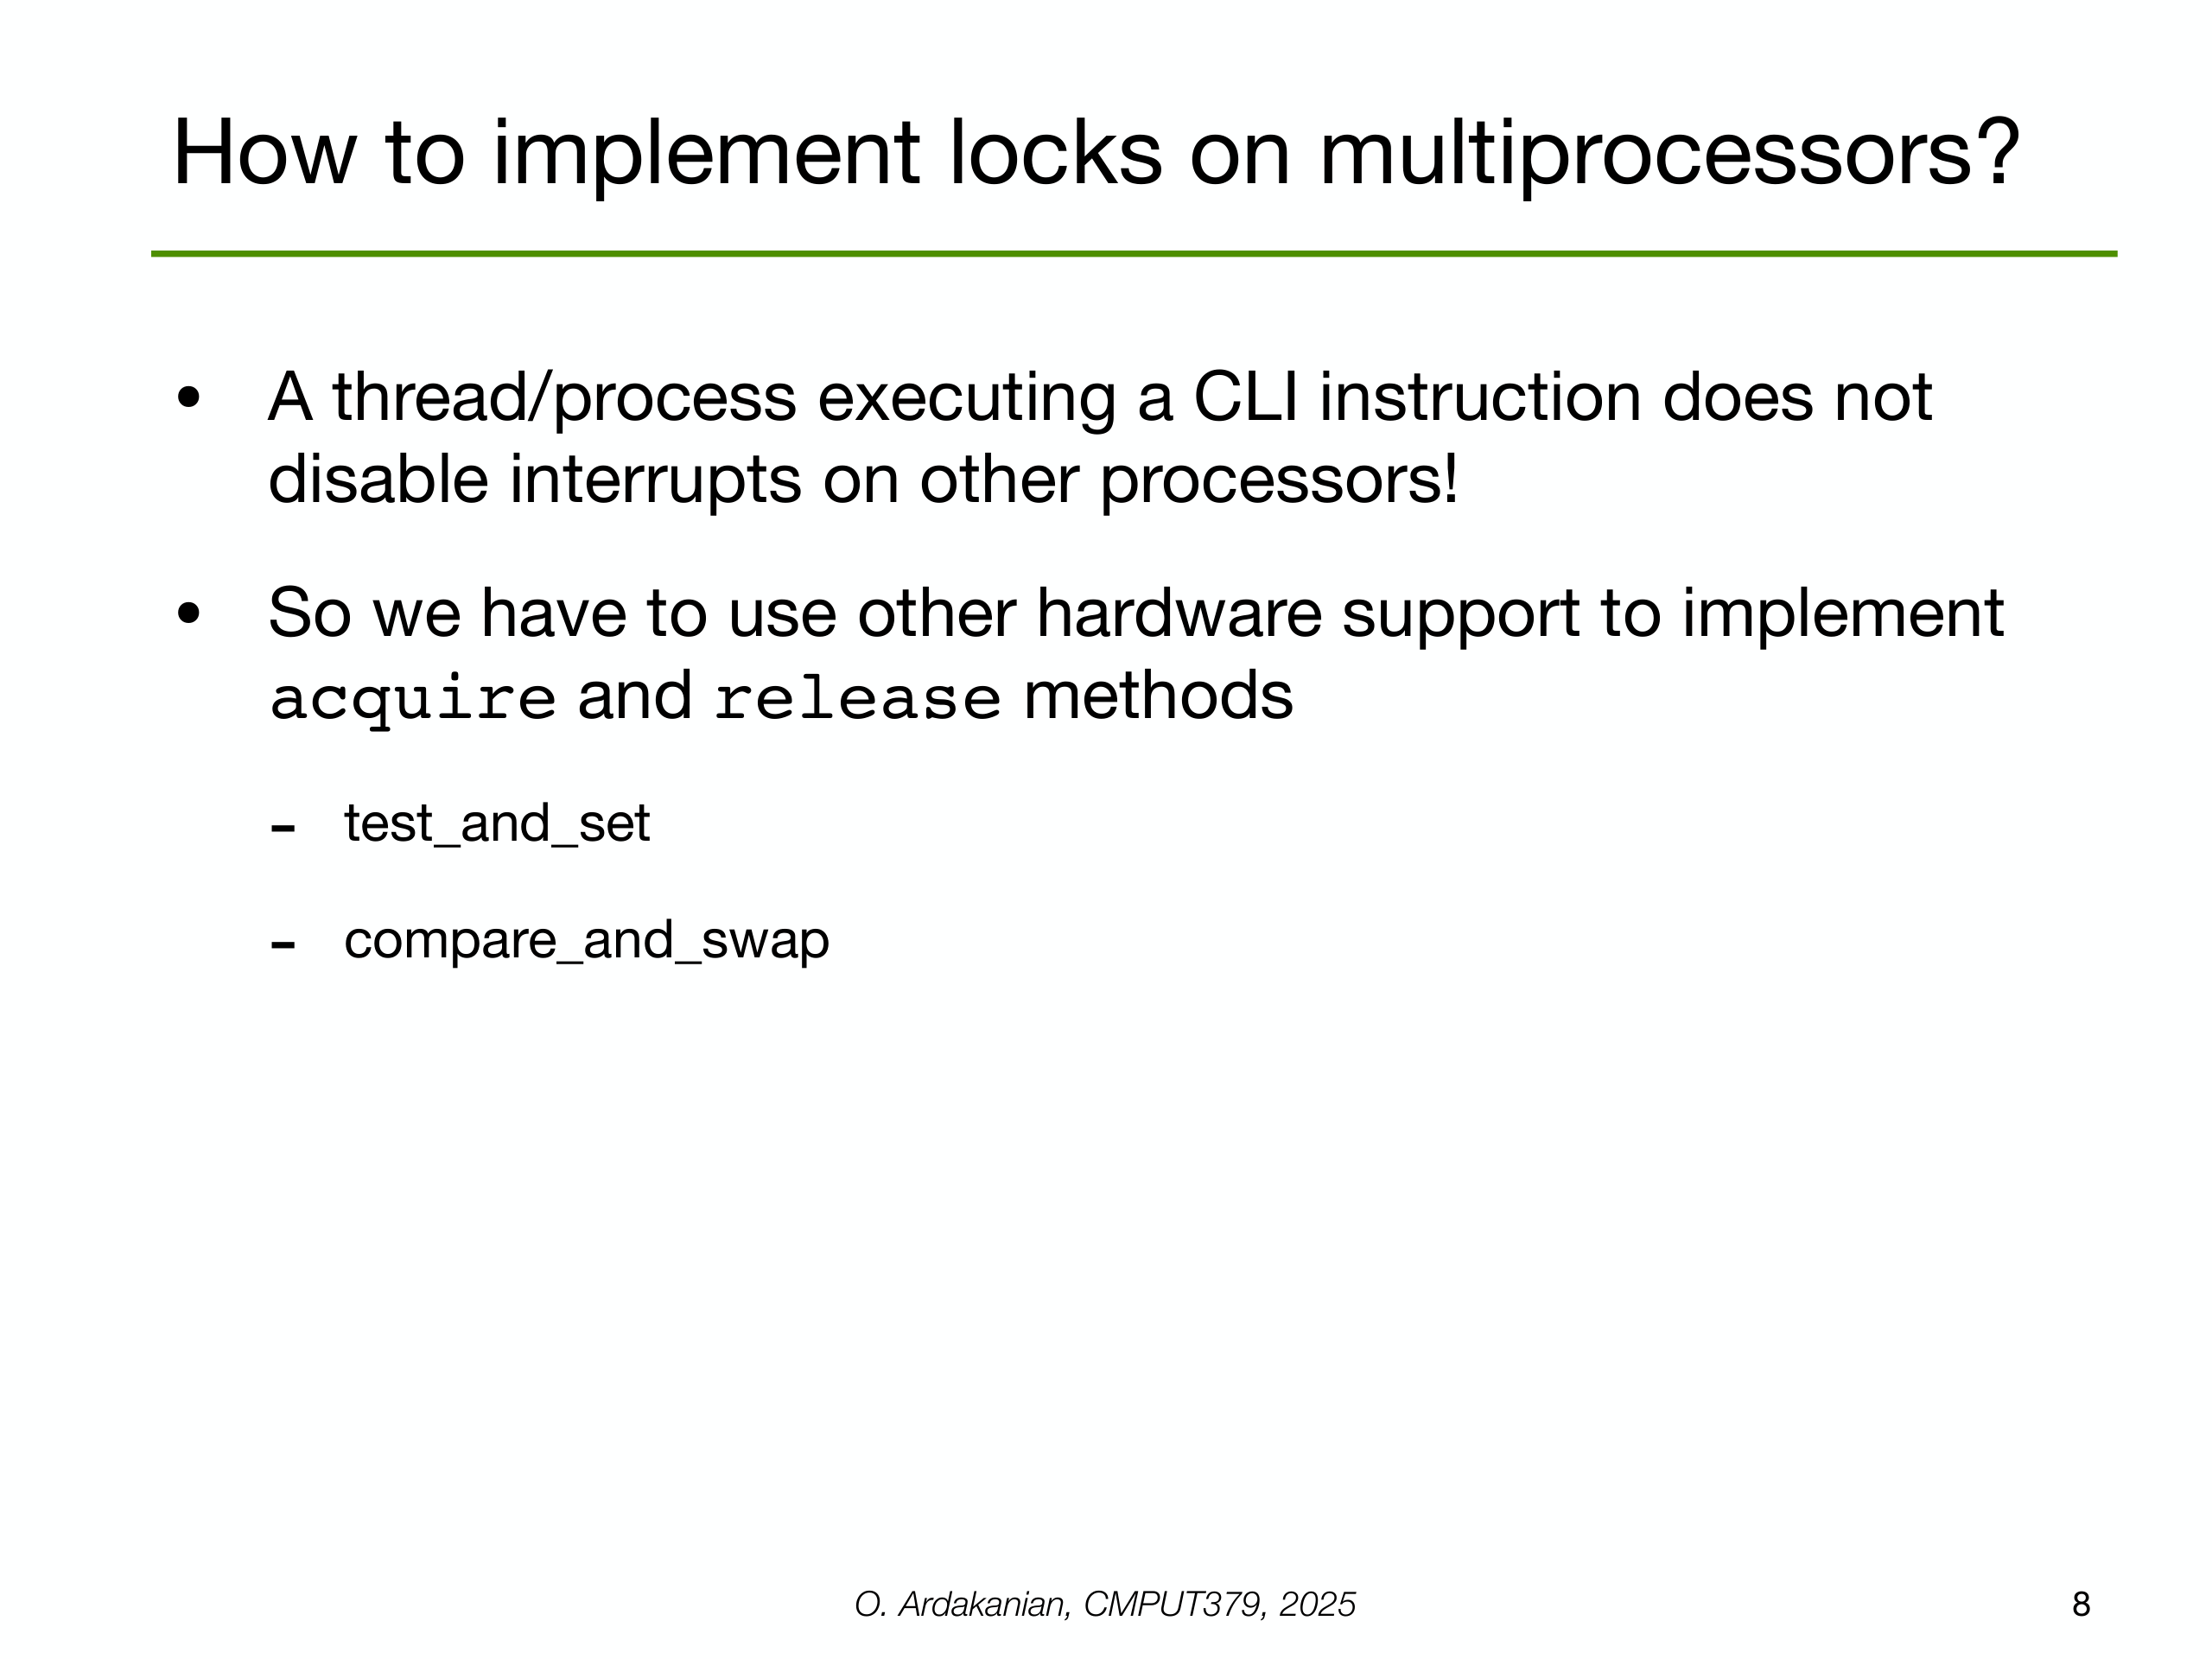 How to implement locks on multiprocessors?
• A thread/process executing a CLI instruction does not
disable interrupts on other processors!
• So we have to use other hardware support to implement
acquire and release methods
- test_and_set
- compare_and_swap
O. Ardakanian, CMPUT379, 2025
8